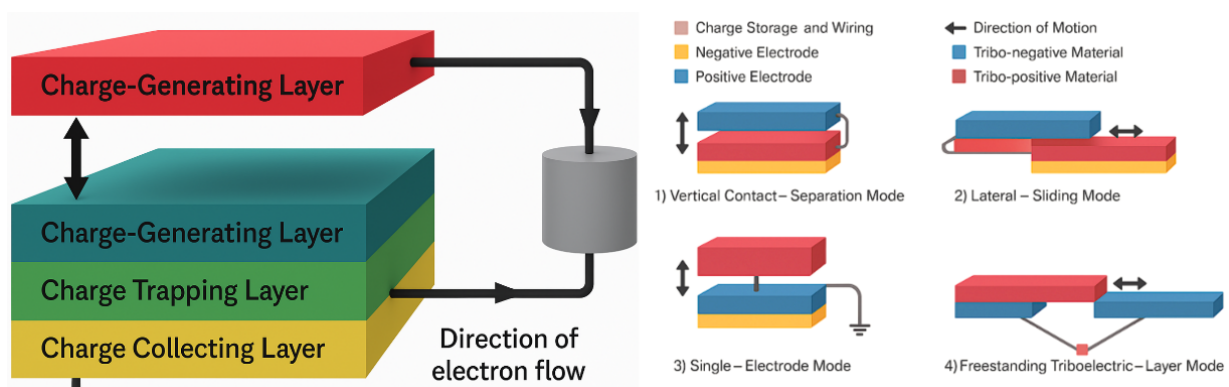 Charge-Generating Layer
Charge-Generating Layer
Charge Trapping Layer
Charge Collecting Layer
Direction of
electron flow
Charge Storage and Wiring
Negative Electrode
Positive Electrode
Direction of Motion
Tribo-negative Material
Tribo-positive Material
1) Vertical Contact – Separation Mode
2) Lateral – Sliding Mode
3) Single – Electrode Mode
4) Freestanding Triboelectric – Layer Mode